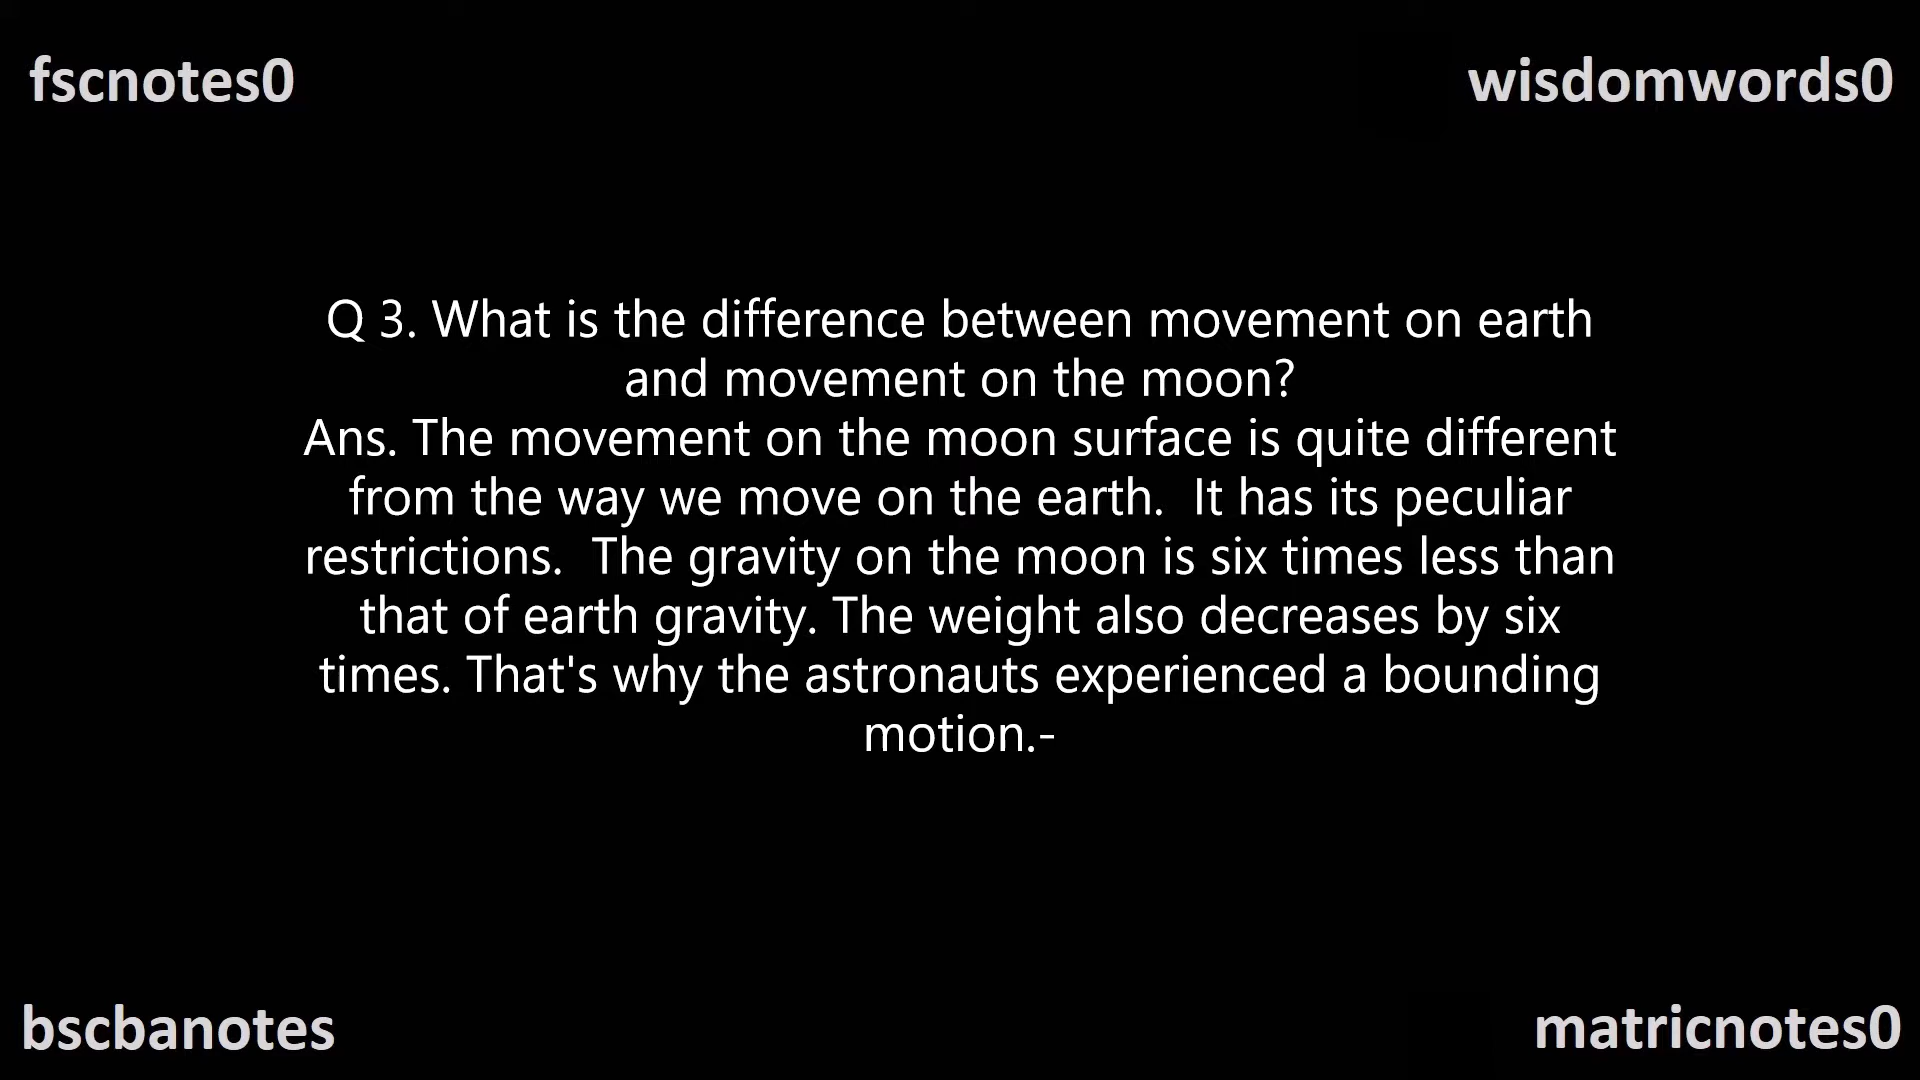 fscnotes0
wisdomwords0
Q 3. What is the difference between movement on earth
and movement on the moon?
Ans. The movement on the moon surface is quite different
from the way we move on the earth.  It has its peculiar
restrictions.  The gravity on the moon is six times less than
that of earth gravity. The weight also decreases by six
times. That's why the astronauts experienced a bounding
motion.-
bscbanotes
matricnotes0